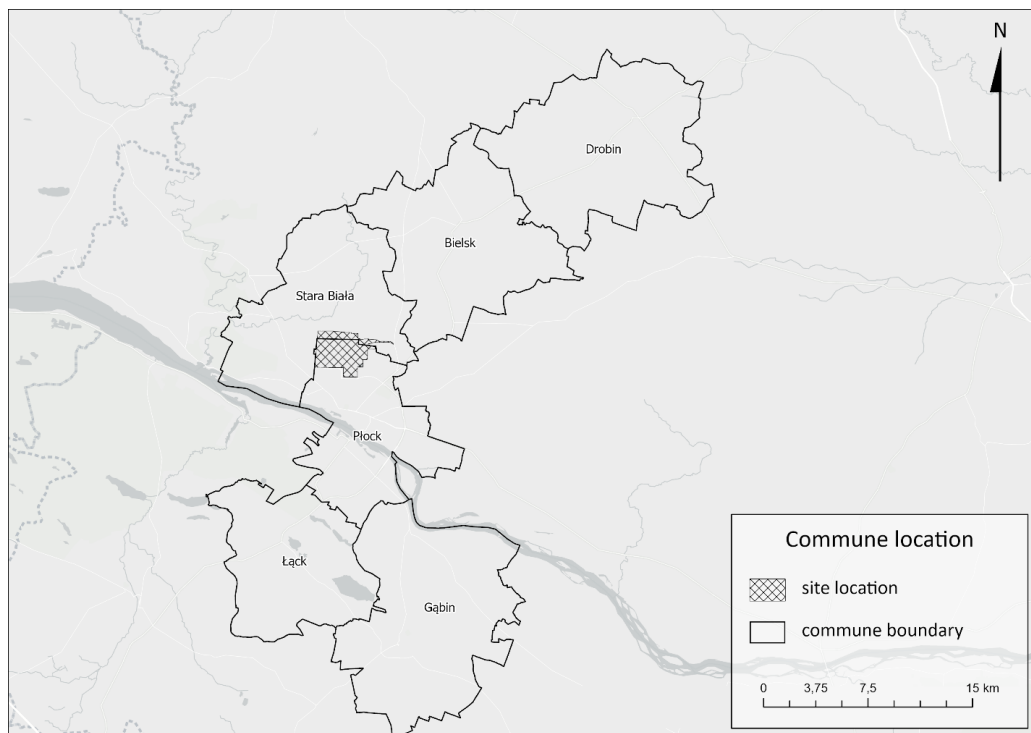 N
Drobin
Bielsk
Stara Biała
Płock
Łąck
Gąbin
Commune location
site location
commune boundary
0 3,75 7,5 15 km